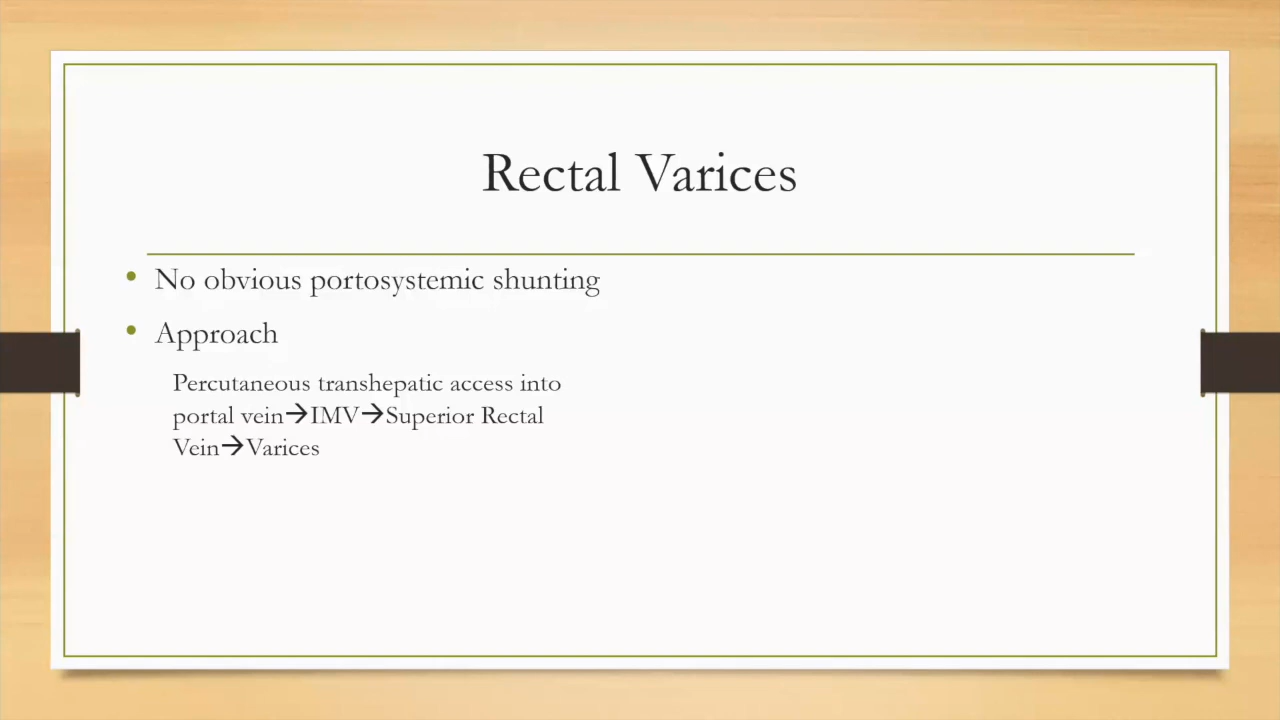 Rectal Varices
• No obvious portosystemic shunting
• Approach
Percutaneous transhepatic access into
portal vein→IMV→Superior Rectal
Vein→Varices